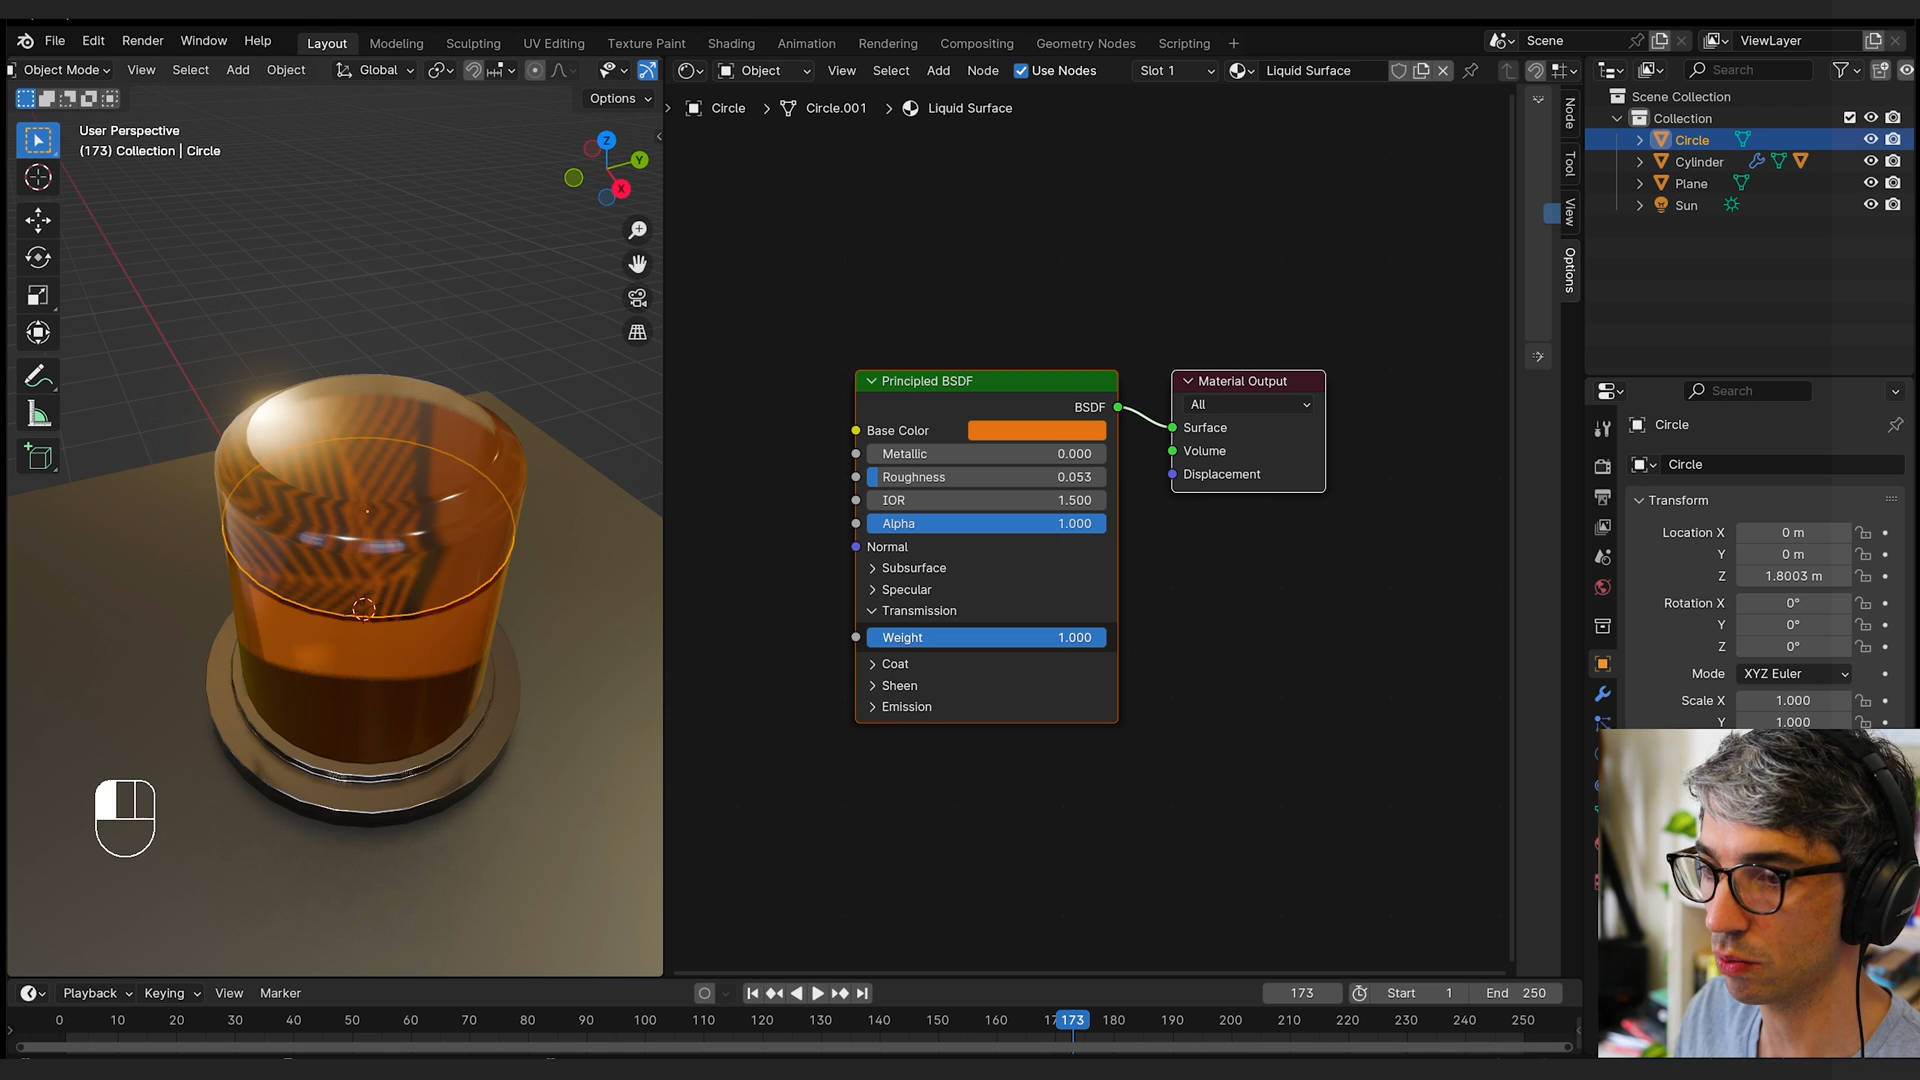 File Edit Render Window Help Layout Modeling Sculpting UV Editing Texture Paint Shading Animation Rendering Compositing Geometry Nodes Scripting + Scene ViewLayer
Object Mode View Select Add Object Global
Object View Select Add Node Use Nodes Slot 1 Liquid Surface
Search
Options
User Perspective
(173) Collection | Circle
Z
Y
X
Circle > Circle.001 > Liquid Surface
Node
Tool
View
Options
Scene Collection
Collection
Circle
Cylinder
Plane
Sun
Principled BSDF
BSDF
Base Color
Metallic 0.000
Roughness 0.053
IOR 1.500
Alpha 1.000
Normal
Subsurface
Specular
Transmission
Weight 1.000
Coat
Sheen
Emission
Material Output
All
Surface
Volume
Displacement
Search
Circle
Circle
Transform
Location X 0 m
Y 0 m
Z 1.8003 m
Rotation X 0°
Y 0°
Z 0°
Mode XYZ Euler
Scale X 1.000
Y 1.000
Playback Keying View Marker
173 Start 1 End 250
0 10 20 30 40 50 60 70 80 90 100 110 120 130 140 150 160 17 173 180 190 200 210 220 230 240 250